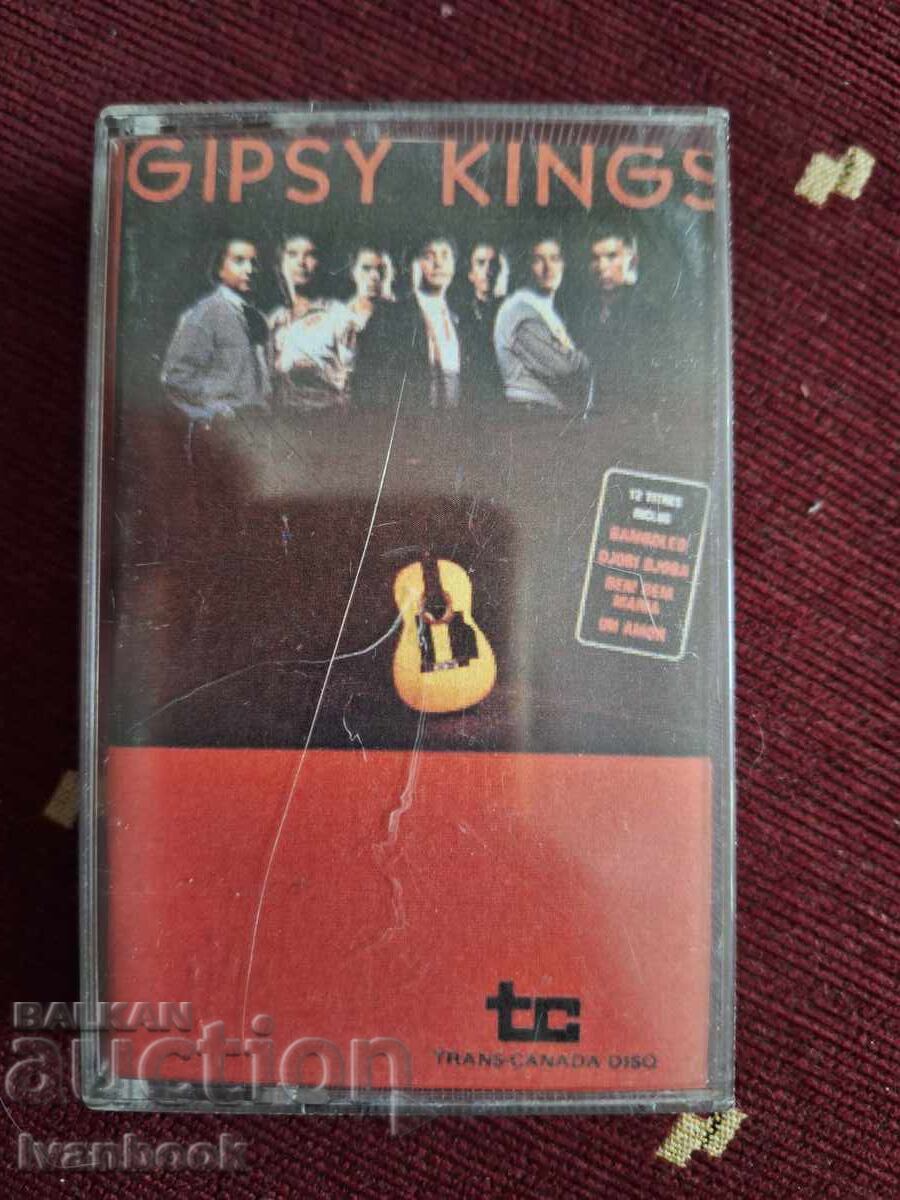 GIPSY KINGS
12 TITRES
INCLUS
BAMBOLEO
DJOBI DJOBA
BEM BEM
MARIA
UN AMOR
tc
TRANS-CANADA DISQ
BALKAN
auction
Ivanbook